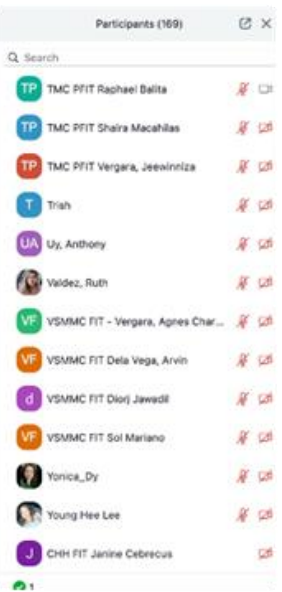 Participants (169)
Search
TP TMC PFIT Raphael Balita
TP TMC PFIT Shaira Macahilas
TP TMC PFIT Vergara, Jeewinniza
T Trish
UA Uy, Anthony
Valdez, Ruth
VF VSMMC FIT - Vergara, Agnes Char...
VF VSMMC FIT Dela Vega, Arvin
d VSMMC FIT Diorj Jawadil
VF VSMMC FIT Sol Mariano
Yonica_Dy
Young Hee Lee
J CHH FIT Janine Cebrecus
1